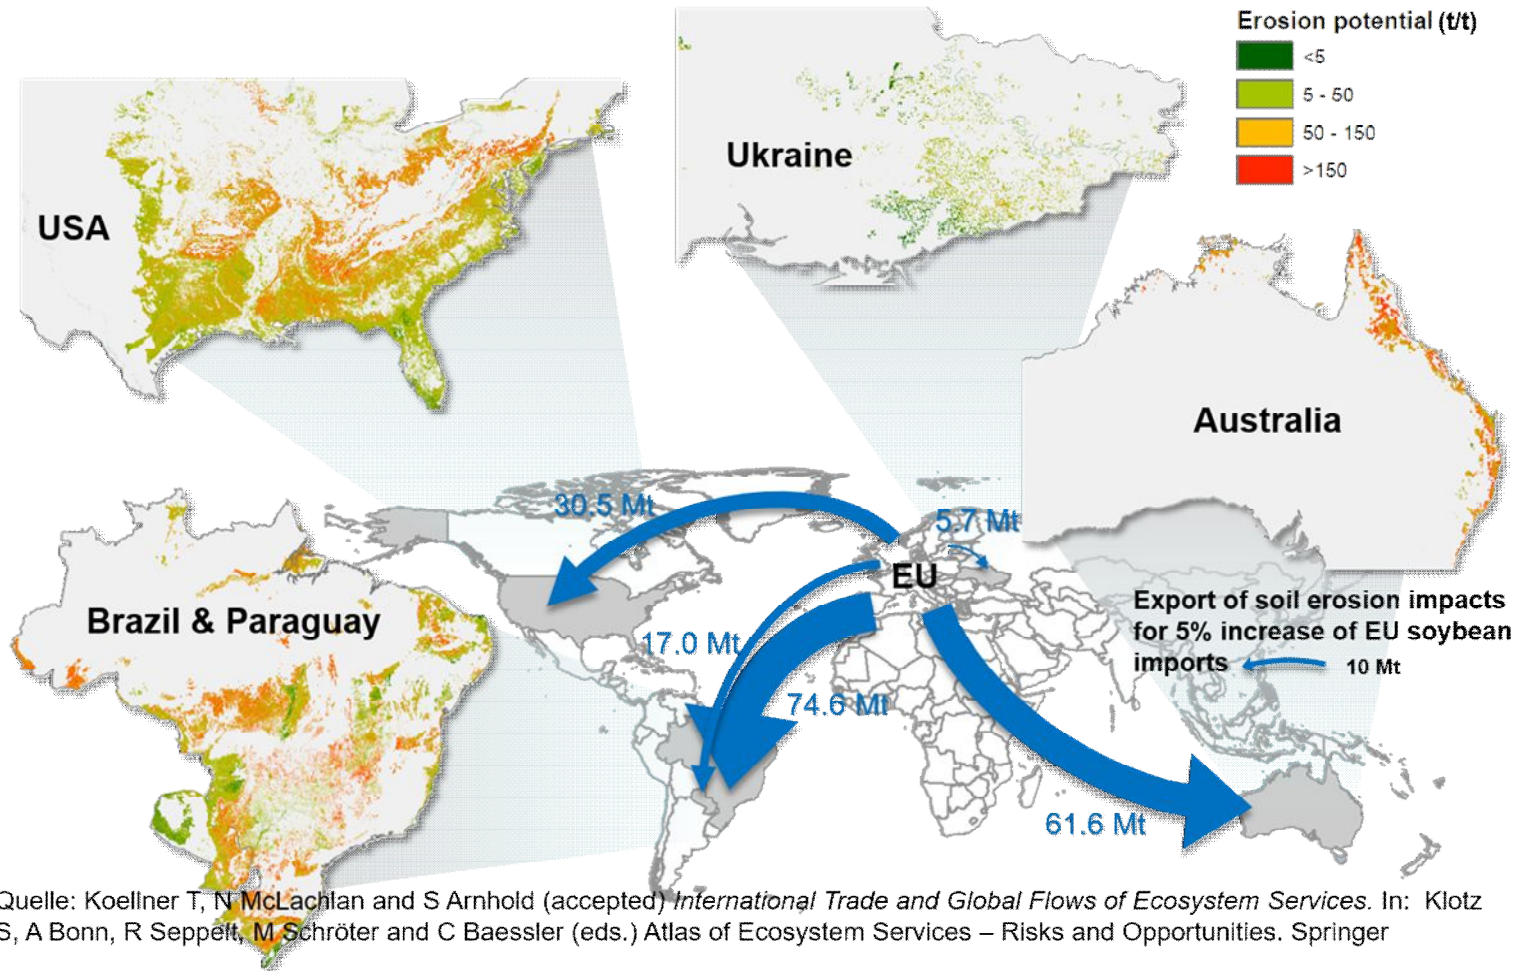 Erosion potential (t/t)
<5
5 - 50
50 - 150
>150
Ukraine
USA
Australia
Brazil & Paraguay
30.5 Mt
5.7 Mt
EU
17.0 Mt
74.6 Mt
61.6 Mt
Export of soil erosion impacts
for 5% increase of EU soybean
imports 10 Mt
Quelle: Koellner T, N McLachlan and S Arnhold (accepted) International Trade and Global Flows of Ecosystem Services. In: Klotz
S, A Bonn, R Seppelt, M Schröter and C Baessler (eds.) Atlas of Ecosystem Services – Risks and Opportunities. Springer